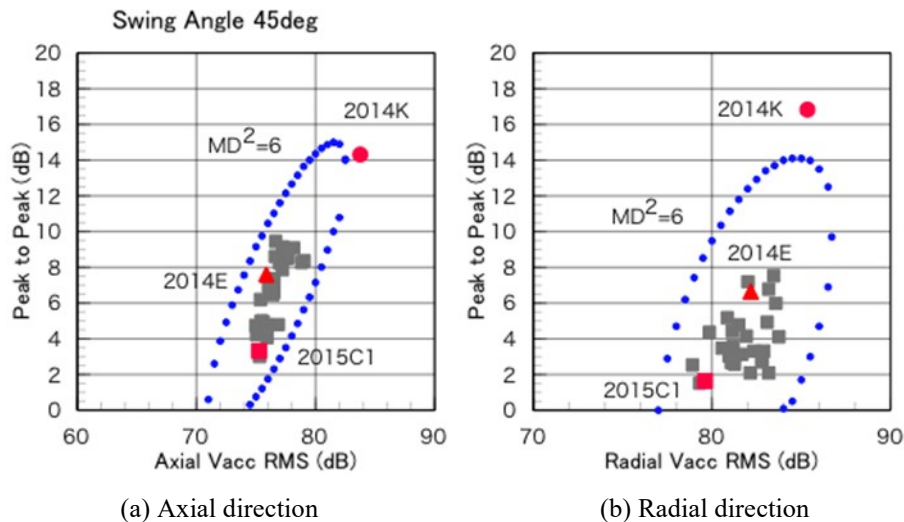 Swing Angle 45deg
20
18
16
14
12
10
8
6
4
2
0
60
70
80
90
Peak to Peak (dB)
Axial Vacc RMS (dB)
2014K
MD²=6
2014E
2015C1
(a) Axial direction
20
18
16
14
12
10
8
6
4
2
0
70
80
90
Peak to Peak (dB)
Radial Vacc RMS (dB)
2014K
MD²=6
2014E
2015C1
(b) Radial direction